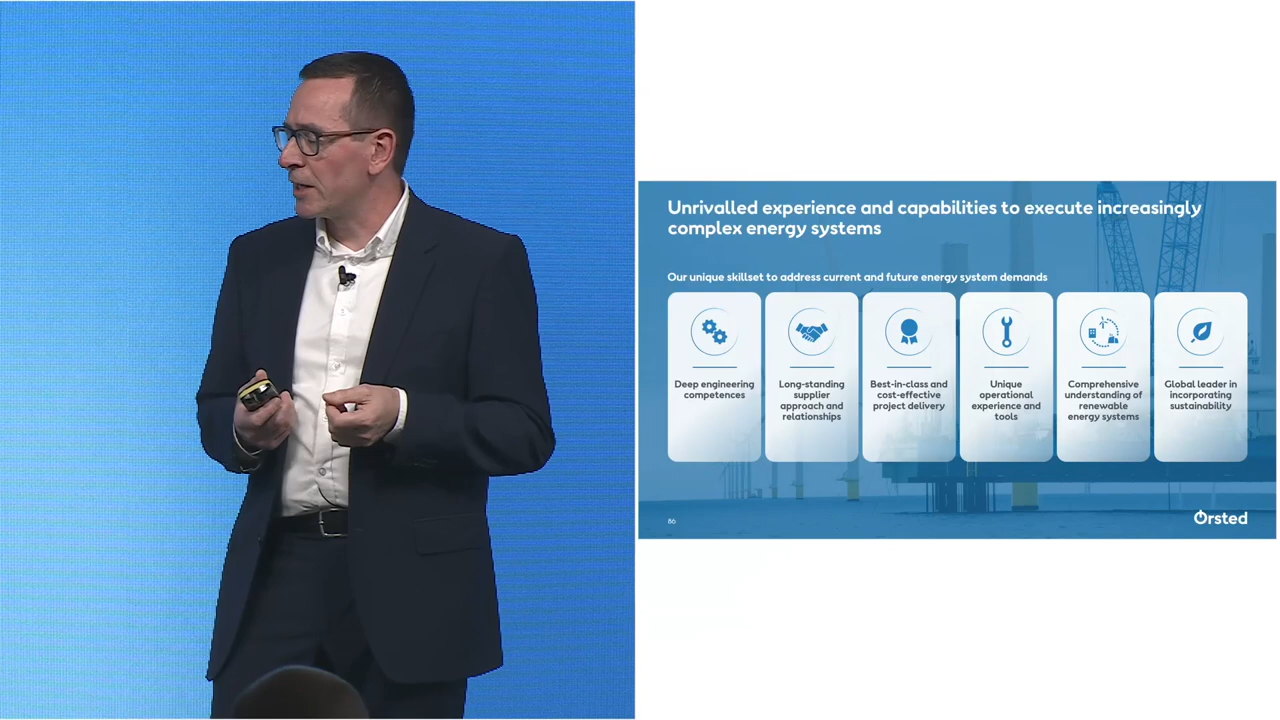 Unrivalled experience and capabilities to execute increasingly
complex energy systems
Our unique skillset to address current and future energy system demands
Deep engineering
competences
Long-standing
supplier
approach and
relationships
Best-in-class and
cost-effective
project delivery
Unique
operational
experience and
tools
Comprehensive
understanding of
renewable
energy systems
Global leader in
incorporating
sustainability
86
Ørsted